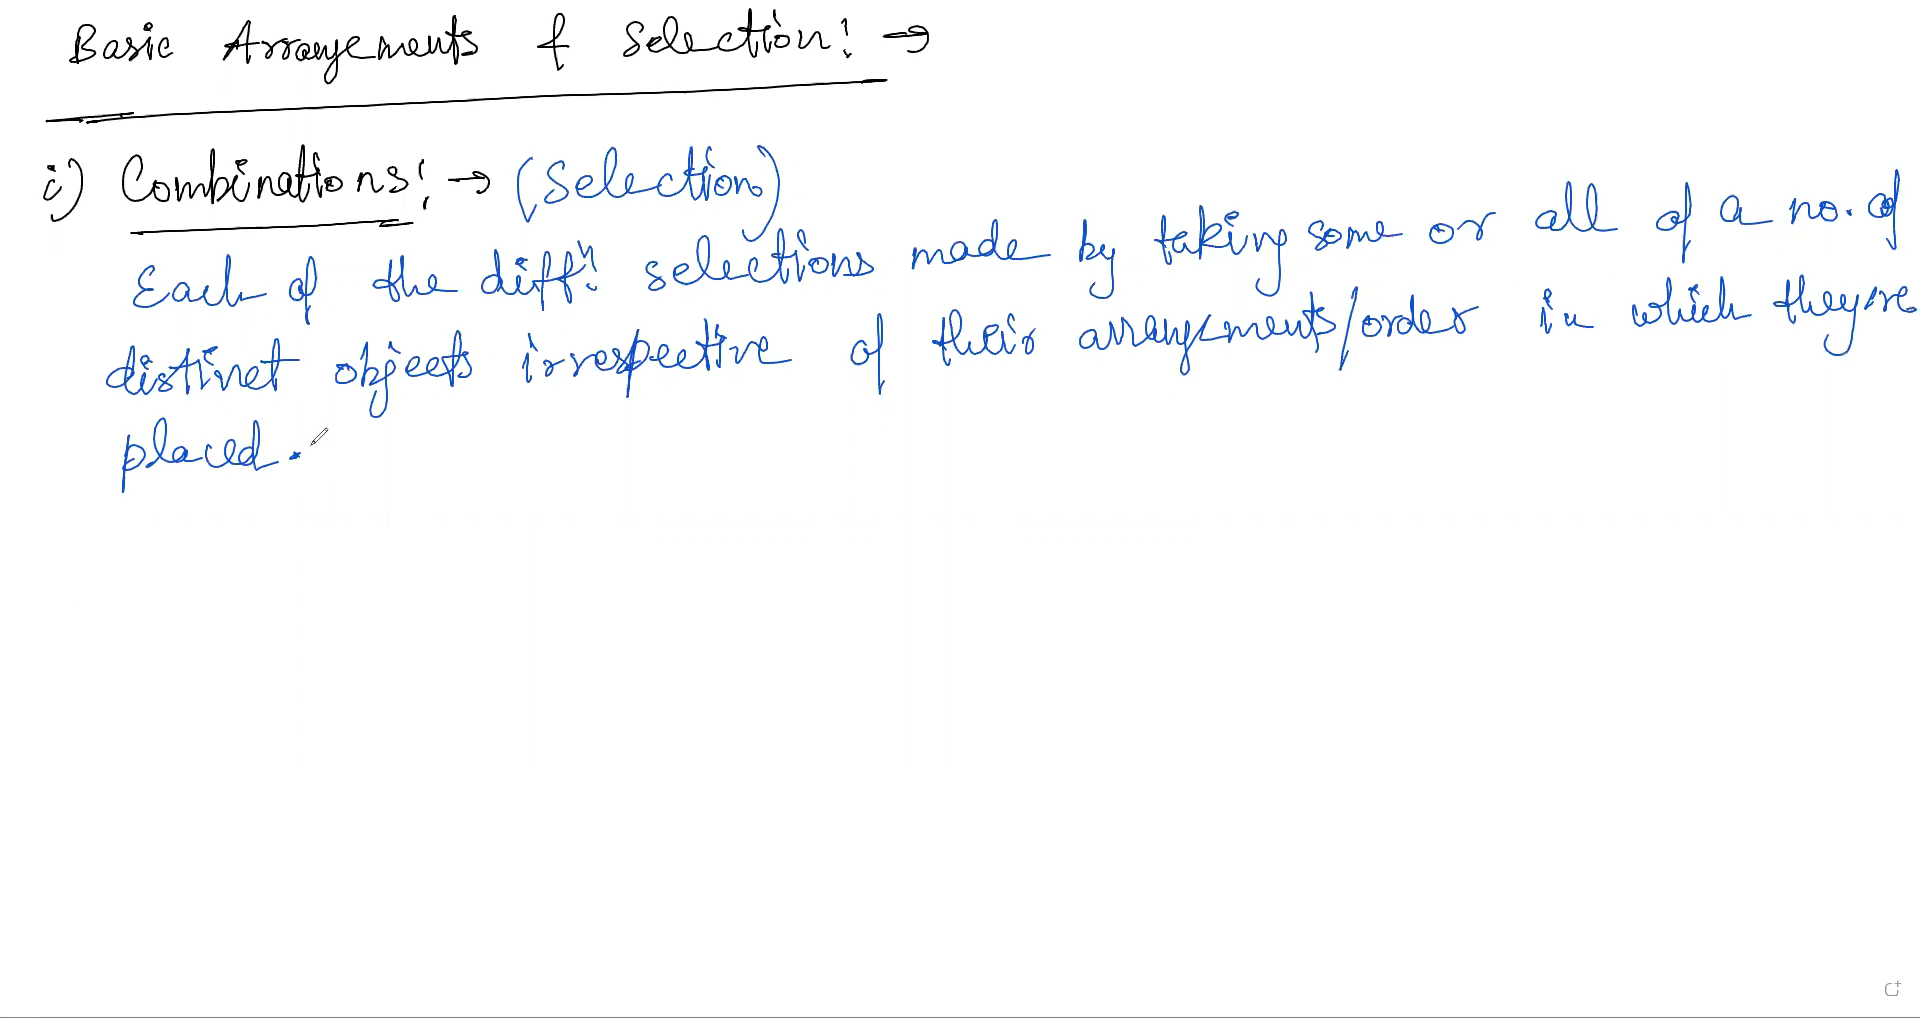 Basic Arrangements & Selection: →
i) Combinations: → (Selection)
Each of the diff? selections made by taking some or all of a no. of
distinct objects irrespective of their arrangements/order in which they're
placed.